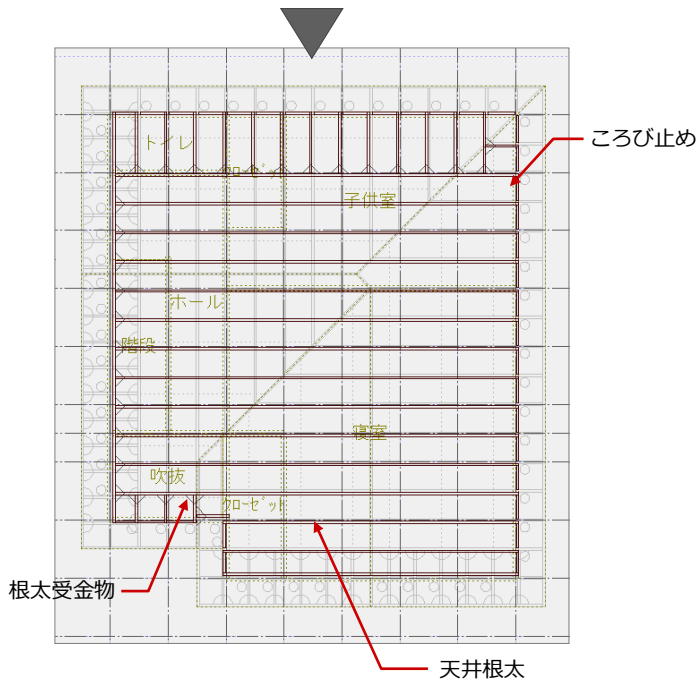 ころび止め
トイレ
クローゼット
子供室
ホール
階段
寝室
吹抜
クローゼット
根太受金物
天井根太